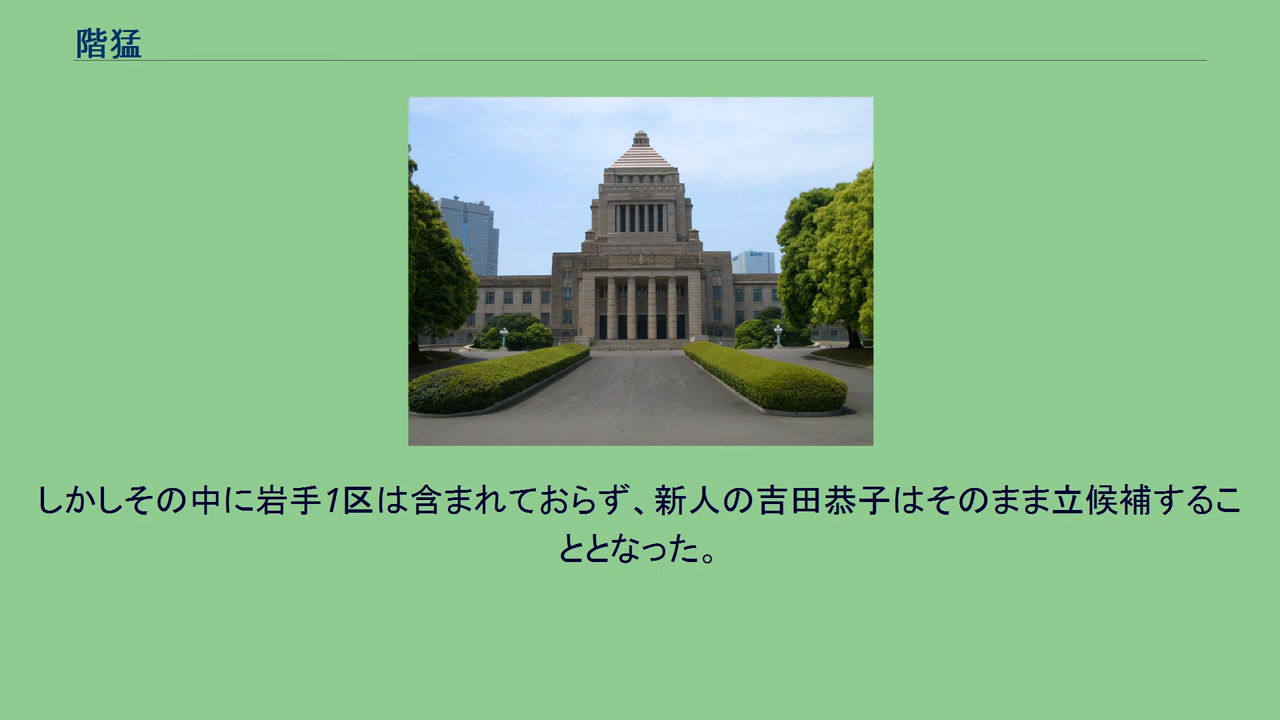 階猛
しかしその中に岩手1区は含まれておらず、新人の吉田恭子はそのまま立候補するこ
ととなった。